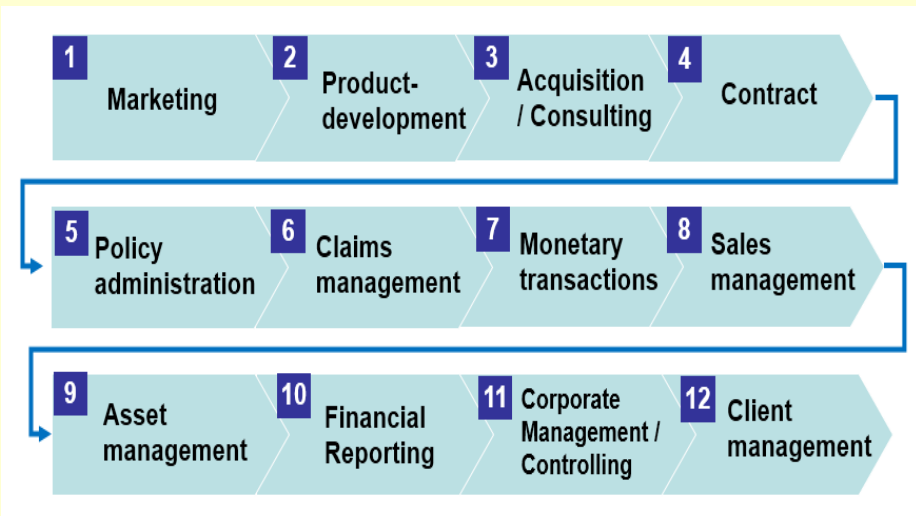 1
Marketing
2
Product-
development
3
Acquisition
/ Consulting
4
Contract
5
Policy
administration
6
Claims
management
7
Monetary
transactions
8
Sales
management
9
Asset
management
10
Financial
Reporting
11
Corporate
Management /
Controlling
12
Client
management